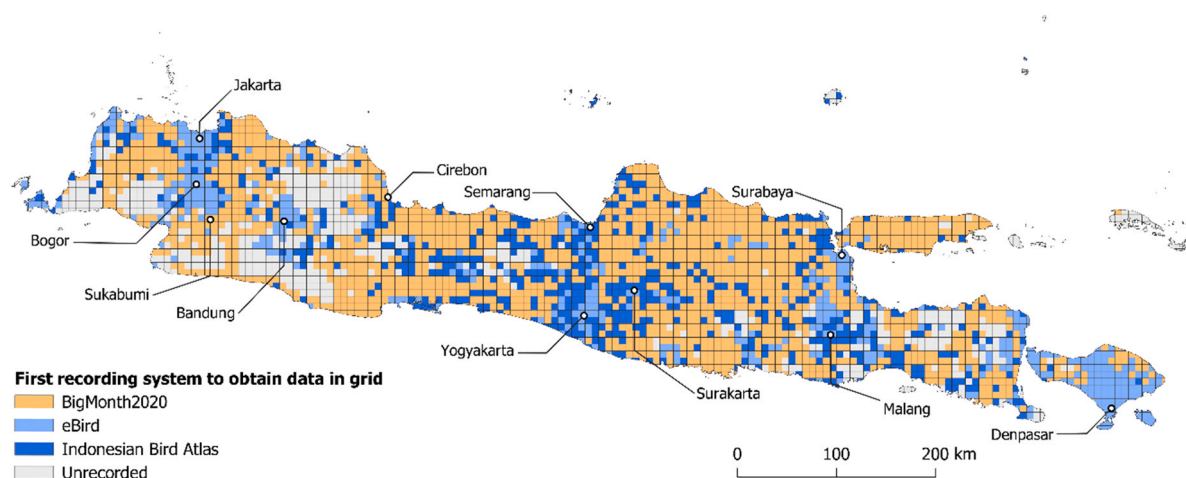 Jakarta
Cirebon
Semarang
Surabaya
Bogor
Sukabumi
Bandung
Yogyakarta
Surakarta
Malang
Denpasar
First recording system to obtain data in grid
BigMonth2020
eBird
Indonesian Bird Atlas
Unrecorded
0 100 200 km